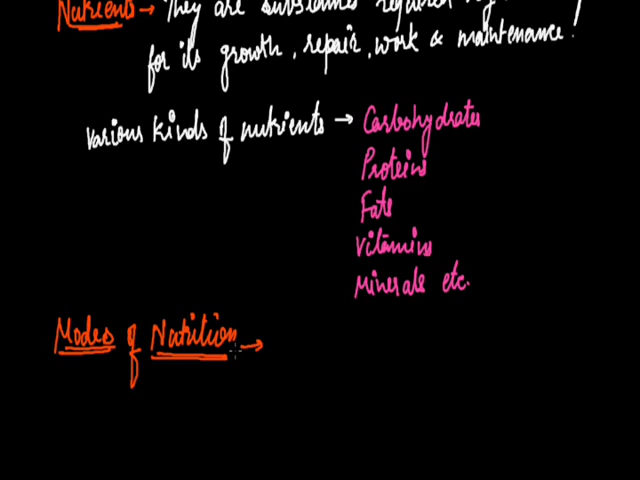 Nutrients → They are substances required
for its growth, repair, work & maintenance!
Various kinds of nutrients → Carbohydrates
Proteins
Fats
Vitamins
Minerals etc.
Modes of Nutrition →